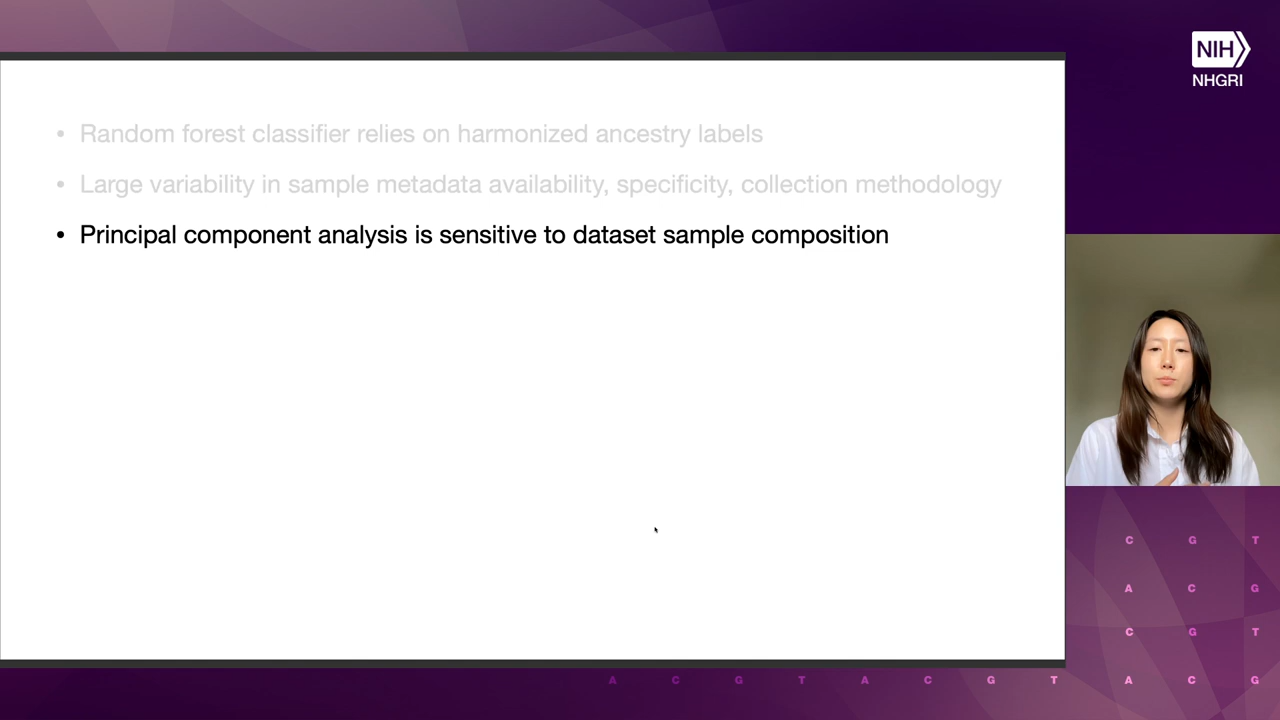 NIH
NHGRI
• Random forest classifier relies on harmonized ancestry labels
• Large variability in sample metadata availability, specificity, collection methodology
• Principal component analysis is sensitive to dataset sample composition
C G T
A C G
C G T
A C G T A C G T A C G